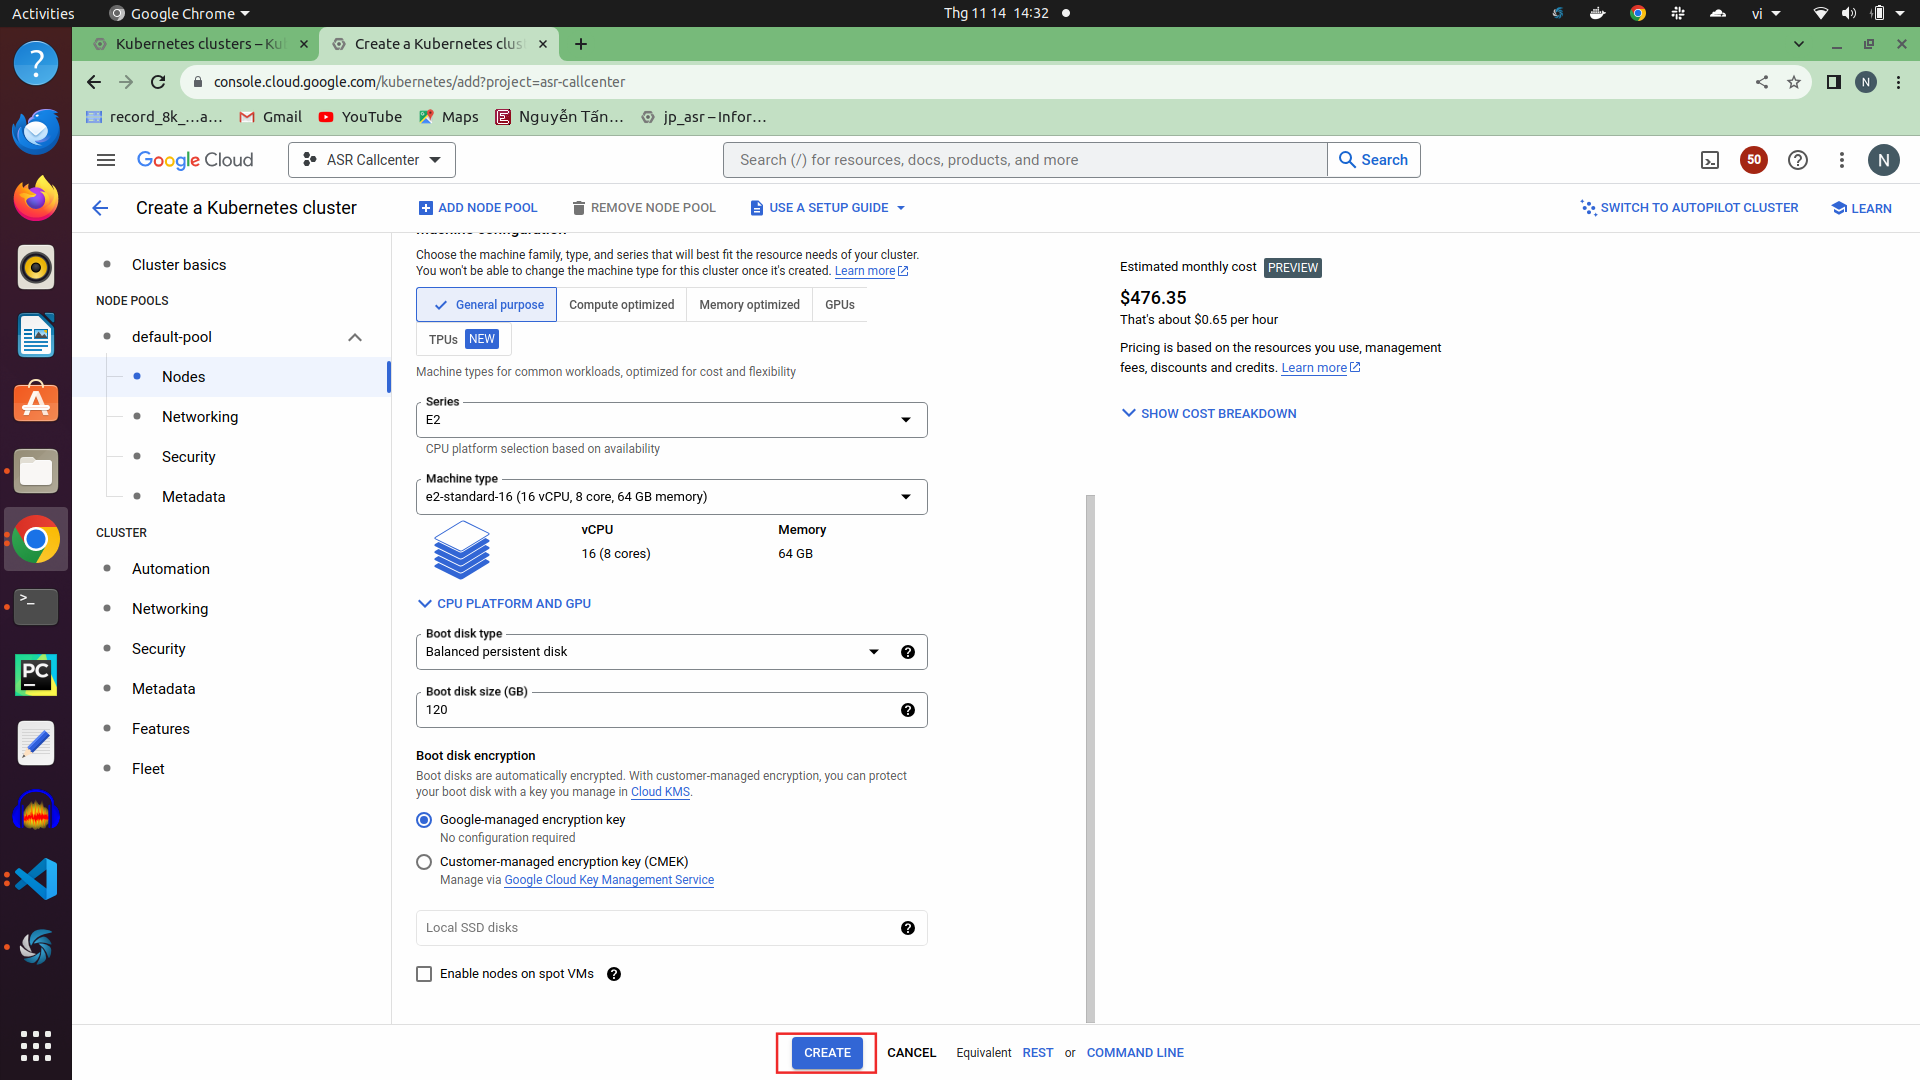 Activities
Google Chrome
Thg 11 14 14:32
vi
Kubernetes clusters – Ku
Create a Kubernetes clus
console.cloud.google.com/kubernetes/add?project=asr-callcenter
N
record_8k_...a...
Gmail
YouTube
Maps
Nguyễn Tấn...
jp_asr – Infor...
Google Cloud
ASR Callcenter
Search (/) for resources, docs, products, and more
Search
50
N
Create a Kubernetes cluster
ADD NODE POOL
REMOVE NODE POOL
USE A SETUP GUIDE
SWITCH TO AUTOPILOT CLUSTER
LEARN
Cluster basics
NODE POOLS
default-pool
Nodes
Networking
Security
Metadata
CLUSTER
Automation
Networking
Security
Metadata
Features
Fleet
Machine configuration
Choose the machine family, type, and series that will best fit the resource needs of your cluster.
You won't be able to change the machine type for this cluster once it's created. Learn more
General purpose
Compute optimized
Memory optimized
GPUs
TPUs NEW
Machine types for common workloads, optimized for cost and flexibility
Series
E2
CPU platform selection based on availability
Machine type
e2-standard-16 (16 vCPU, 8 core, 64 GB memory)
vCPU
Memory
16 (8 cores)
64 GB
CPU PLATFORM AND GPU
Boot disk type
Balanced persistent disk
Boot disk size (GB)
120
Boot disk encryption
Boot disks are automatically encrypted. With customer-managed encryption, you can protect
your boot disk with a key you manage in Cloud KMS.
Google-managed encryption key
No configuration required
Customer-managed encryption key (CMEK)
Manage via Google Cloud Key Management Service
Local SSD disks
Enable nodes on spot VMs
Estimated monthly cost PREVIEW
$476.35
That's about $0.65 per hour
Pricing is based on the resources you use, management
fees, discounts and credits. Learn more
SHOW COST BREAKDOWN
CREATE
CANCEL
Equivalent REST or COMMAND LINE
PC